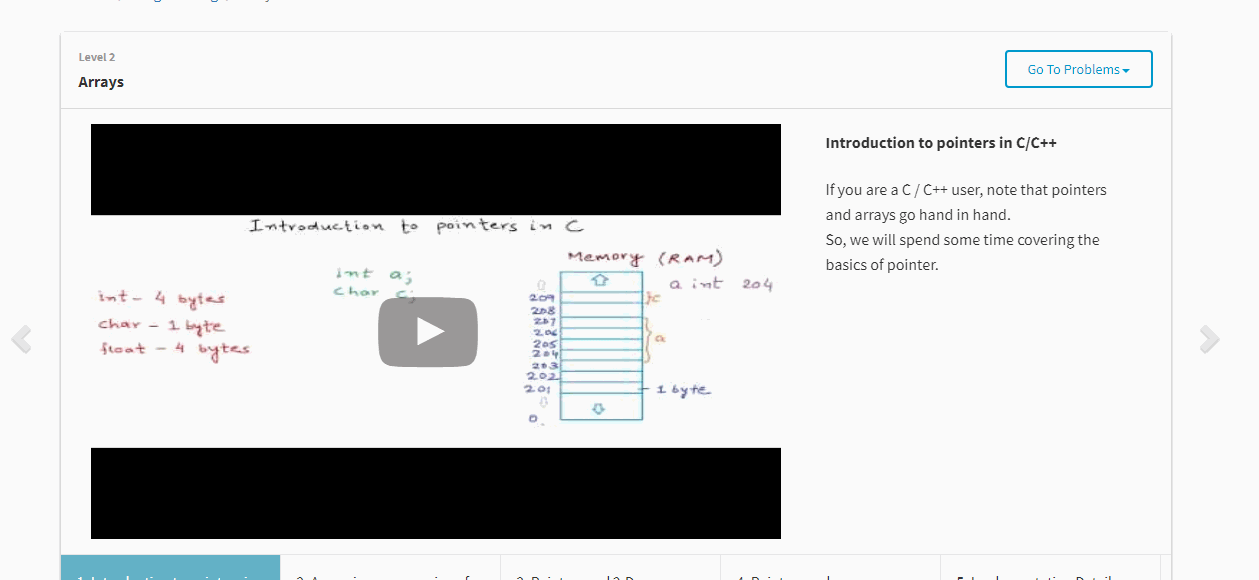 Level 2
Arrays
Go To Problems
Introduction to pointers in C
Memory (RAM)
int a;
char c;
a int 204
int - 4 bytes
char - 1 byte
float - 4 bytes
209
208
207
206
205
204
203
202
201
0
c
a
1 byte
Introduction to pointers in C/C++
If you are a C / C++ user, note that pointers
and arrays go hand in hand.
So, we will spend some time covering the
basics of pointer.